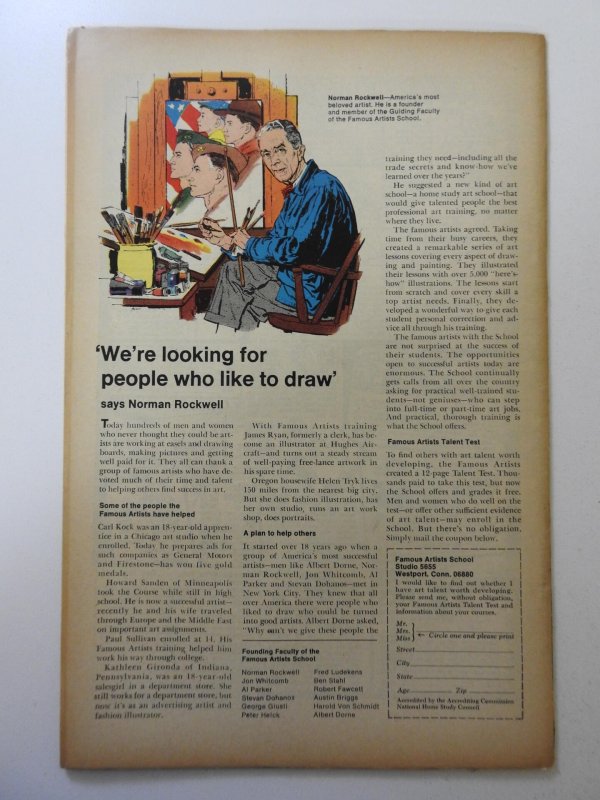 Norman Rockwell—America's most
beloved artist. He is a founder
and member of the Guiding Faculty
of the Famous Artists School.
'We're looking for
people who like to draw'
says Norman Rockwell
Today hundreds of men and women
who never thought they could be art-
ists are working at easels and drawing
boards, making pictures and getting
well paid for it. They all can thank a
group of famous artists who have de-
voted much of their time and talent
to helping others find success in art.
Some of the people the
Famous Artists have helped
Carl Kock was an 18-year-old appren-
tice in a Chicago art studio when he
enrolled. Today he prepares ads for
such companies as General Motors
and Firestone—has won five gold
medals.
Howard Sanden of Minneapolis
took the Course while still in high
school. He is now a successful artist—
recently he and his wife traveled
through Europe and the Middle East
on important art assignments.
Paul Sullivan enrolled at 14. His
Famous Artists training helped him
work his way through college.
Kathleen Gironda of Indiana,
Pennsylvania, was an 18-year-old
salesgirl in a department store. She
still works for a department store, but
now it's as an advertising artist and
fashion illustrator.
With Famous Artists training
James Ryan, formerly a clerk, has be-
come an illustrator at Hughes Air-
craft—and turns out a steady stream
of well-paying free-lance artwork in
his spare time.
Oregon housewife Helen Tryk lives
150 miles from the nearest big city.
But she does fashion illustration, has
her own studio, runs an art work
shop, does portraits.
A plan to help others
It started over 18 years ago when a
group of America's most successful
artists—men like Albert Dorne, Nor-
man Rockwell, Jon Whitcomb, Al
Parker and Stevan Dohanos—met in
New York City. They knew that all
over America there were people who
liked to draw who could be turned
into good artists. Albert Dorne asked,
"Why can't we give these people the
Founding Faculty of the
Famous Artists School
Norman Rockwell
Jon Whitcomb
Al Parker
Stevan Dohanos
George Giusti
Peter Helck
Fred Ludekens
Ben Stahl
Robert Fawcett
Austin Briggs
Harold Von Schmidt
Albert Dorne
training they need—including all the
trade secrets and know-how we've
learned over the years?"
He suggested a new kind of art
school—a home study art school—that
would give talented people the best
professional art training, no matter
where they live.
The famous artists agreed. Taking
time from their busy careers, they
created a remarkable series of art
lessons covering every aspect of draw-
ing and painting. They illustrated
their lessons with over 5,000 "here's-
how" illustrations. The lessons start
from scratch and cover every skill a
top artist needs. Finally, they de-
veloped a wonderful way to give each
student personal correction and ad-
vice all through his training.
The famous artists with the School
are not surprised at the success of
their students. The opportunities
open to successful artists today are
enormous. The School continually
gets calls from all over the country
asking for practical well-trained stu-
dents—not geniuses—who can step
into full-time or part-time art jobs.
And practical, thorough training is
what the School offers.
Famous Artists Talent Test
To find others with art talent worth
developing, the Famous Artists
created a 12-page Talent Test. Thou-
sands paid to take this test, but now
the School offers and grades it free.
Men and women who do well on the
test—or offer other sufficient evidence
of art talent—may enroll in the
School. But there's no obligation.
Simply mail the coupon below.
Famous Artists School
Studio 5655
Westport, Conn. 06880
I would like to find out whether I
have art talent worth developing.
Please send me, without obligation,
your Famous Artists Talent Test and
information about your courses.
Mr.
Mrs.
Miss ← Circle one and please print
Street
City
State
Age Zip
Accredited by the Accrediting Commission
National Home Study Council